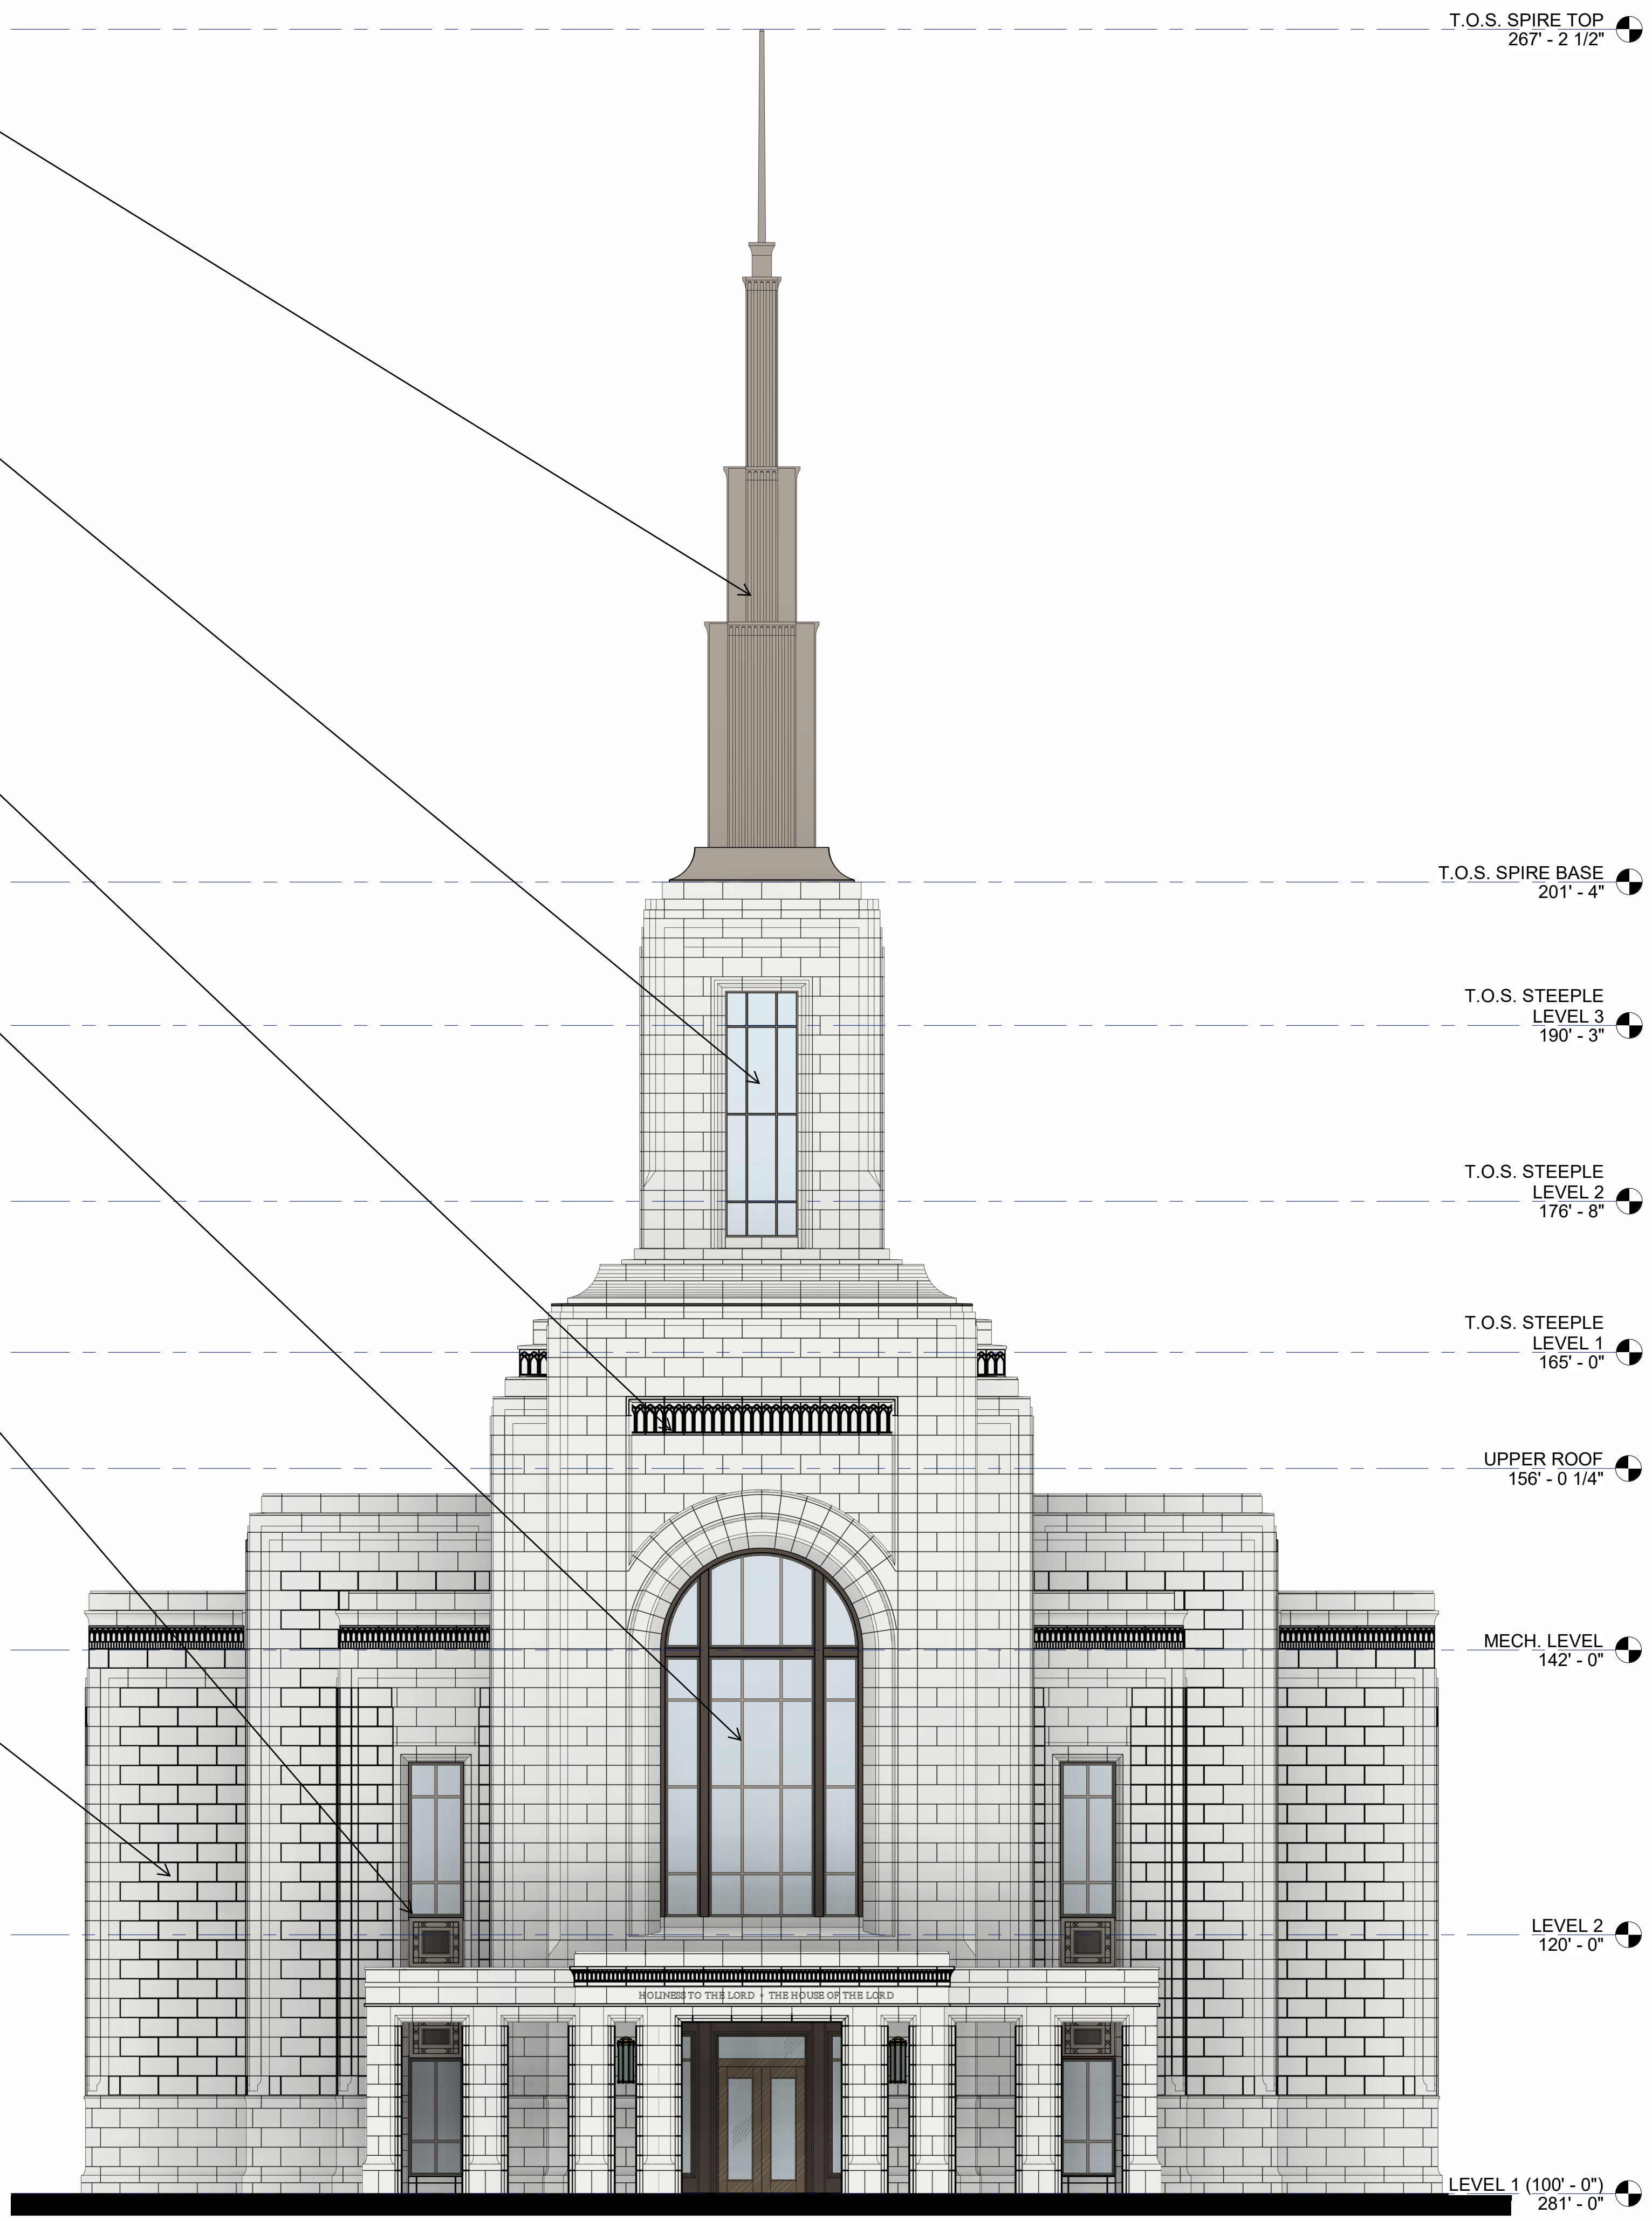 T.O.S. SPIRE TOP
267' - 2 1/2"
T.O.S. SPIRE BASE
201' - 4"
T.O.S. STEEPLE
LEVEL 3
190' - 3"
T.O.S. STEEPLE
LEVEL 2
176' - 8"
T.O.S. STEEPLE
LEVEL 1
165' - 0"
UPPER ROOF
156' - 0 1/4"
MECH. LEVEL
142' - 0"
LEVEL 2
120' - 0"
HOLINESS TO THE LORD • THE HOUSE OF THE LORD
LEVEL 1 (100' - 0")
281' - 0"